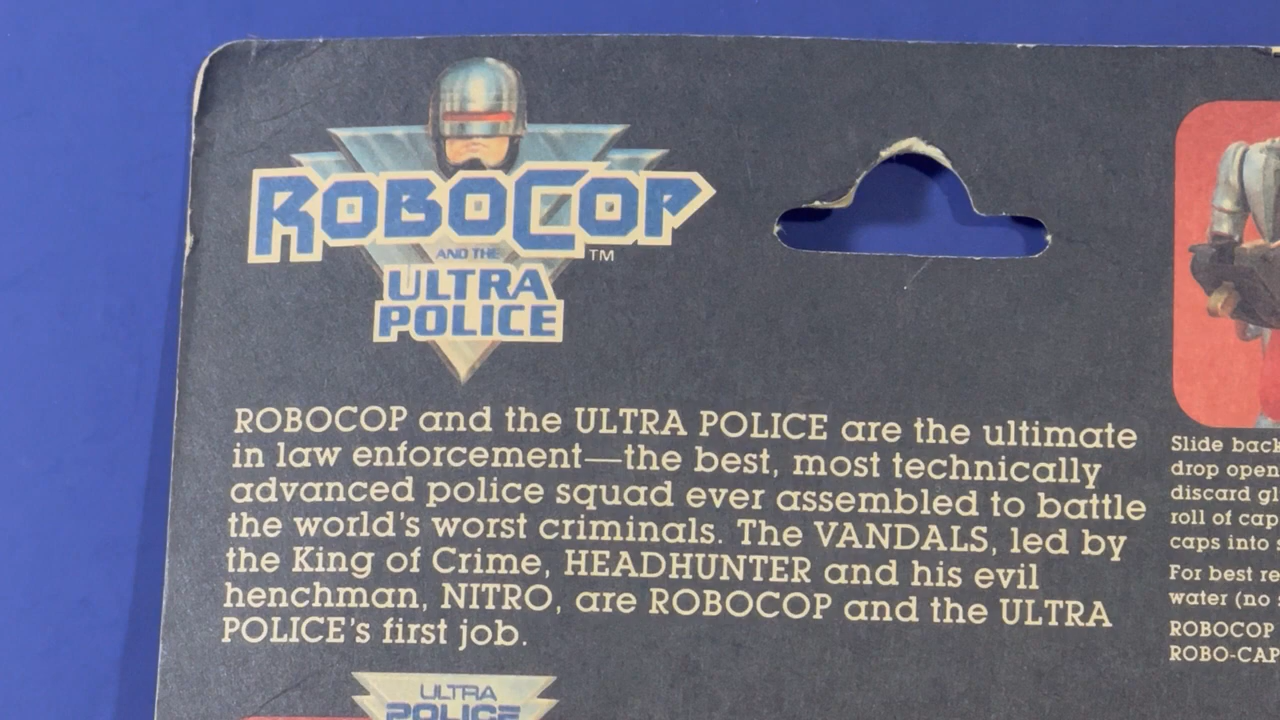 ROBOCOP
AND THE
TM
ULTRA
POLICE
ROBOCOP and the ULTRA POLICE are the ultimate
in law enforcement—the best, most technically
advanced police squad ever assembled to battle
the world's worst criminals. The VANDALS, led by
the King of Crime, HEADHUNTER and his evil
henchman, NITRO, are ROBOCOP and the ULTRA
POLICE's first job.
ULTRA
POLICE
Slide back
drop open
discard
roll of cap
caps into
For best
water (no
ROBOCOP
ROBO-CAP